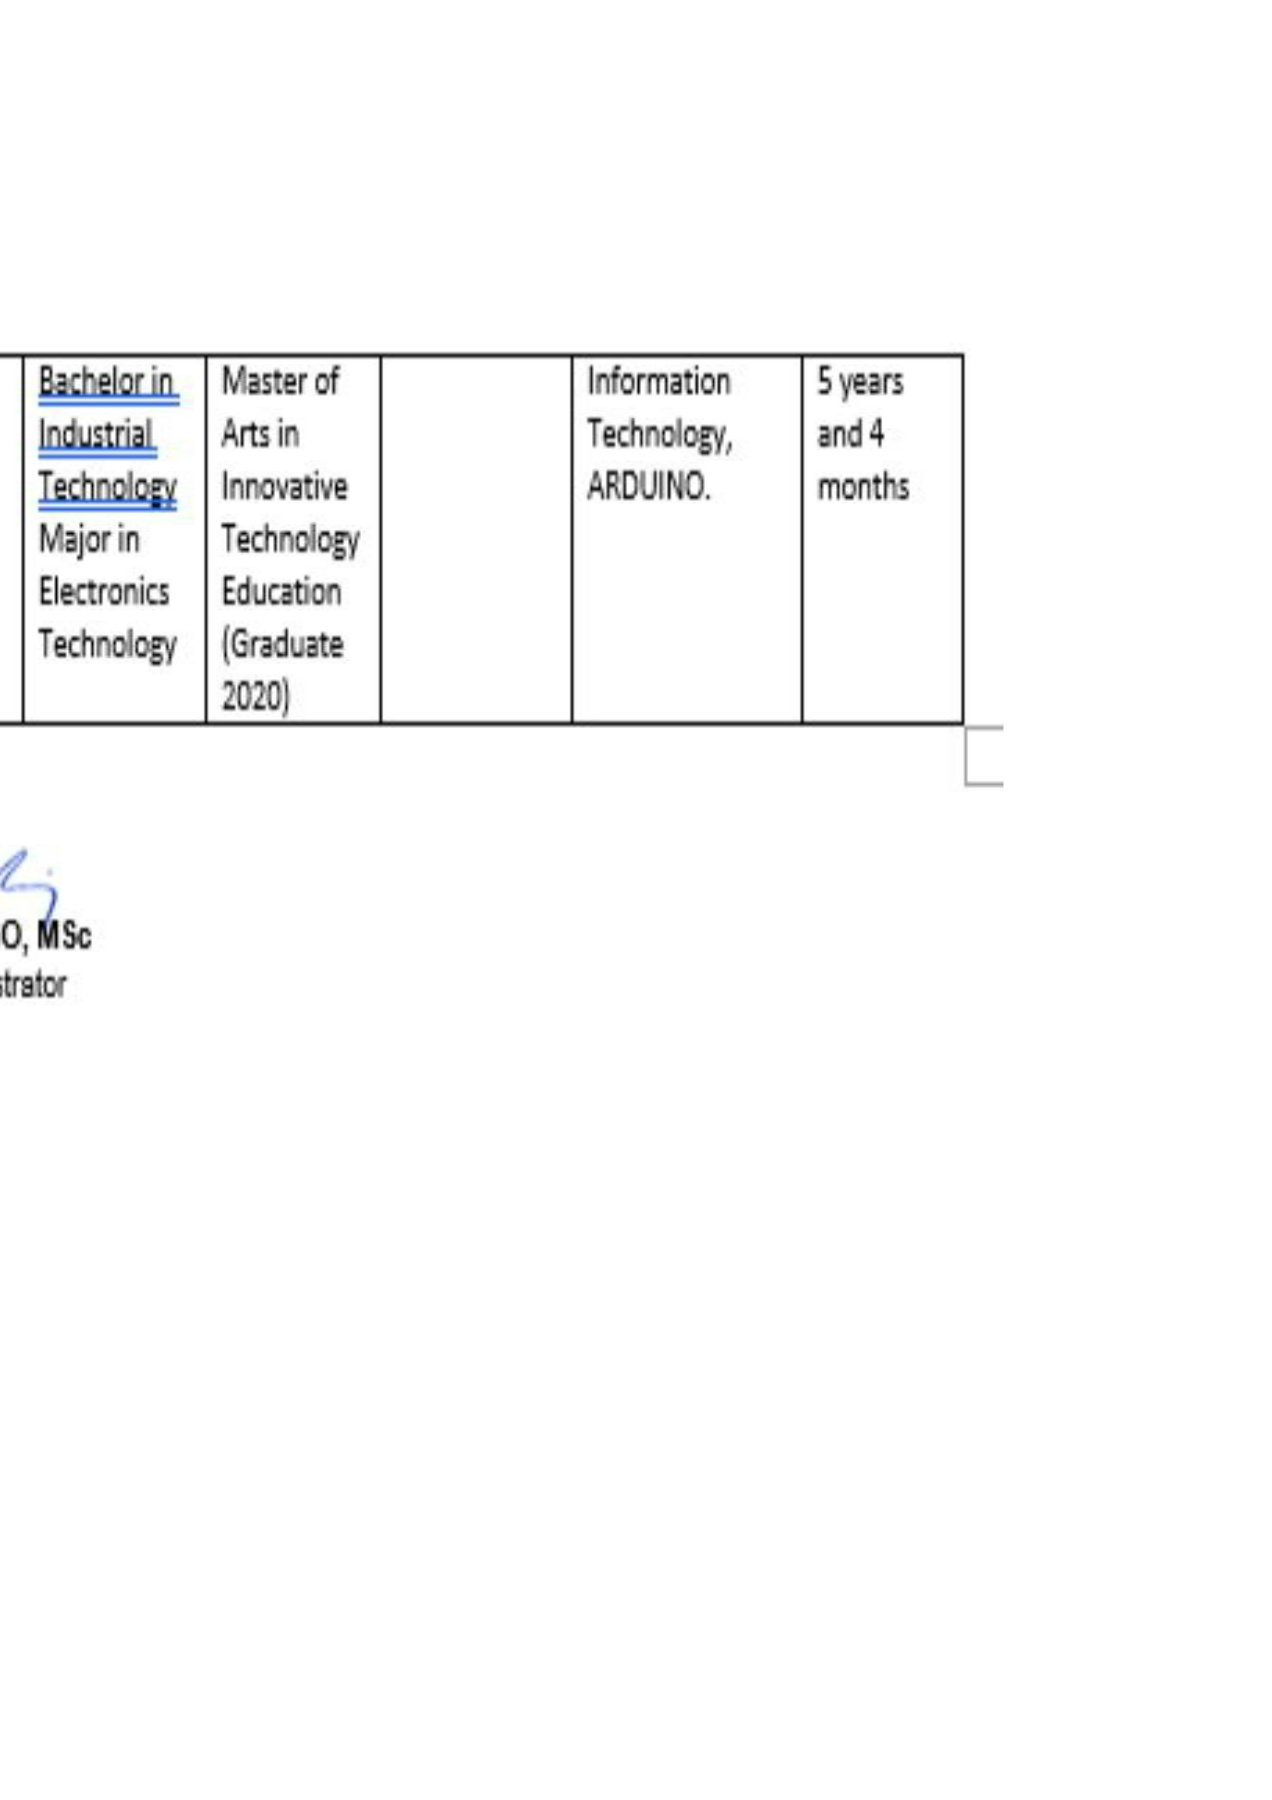 Bachelor in
Industrial
Technology
Major in
Electronics
Technology
Master of
Arts in
Innovative
Technology
Education
(Graduate
2020)
Information
Technology,
ARDUINO.
5 years
and 4
months
O, MSc
strator